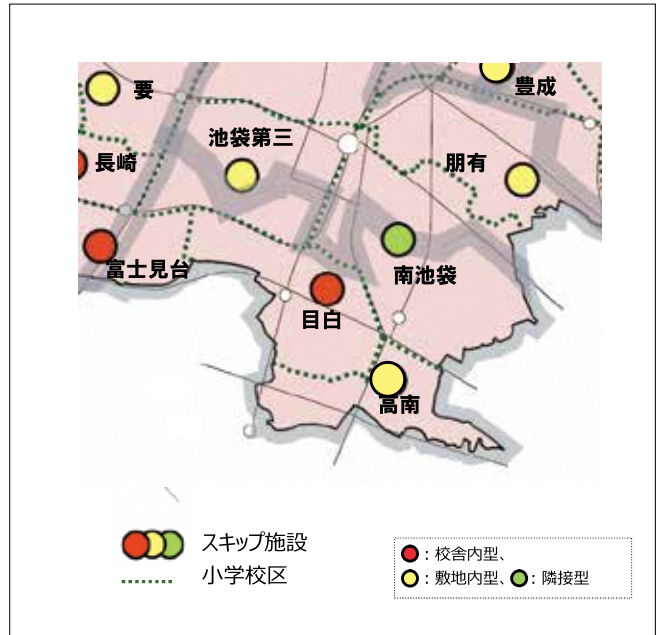 豊成
要
池袋第三
長崎
朋有
富士見台
南池袋
目白
高南
スキップ施設
小学校区
：校舎内型、
：敷地内型、：隣接型